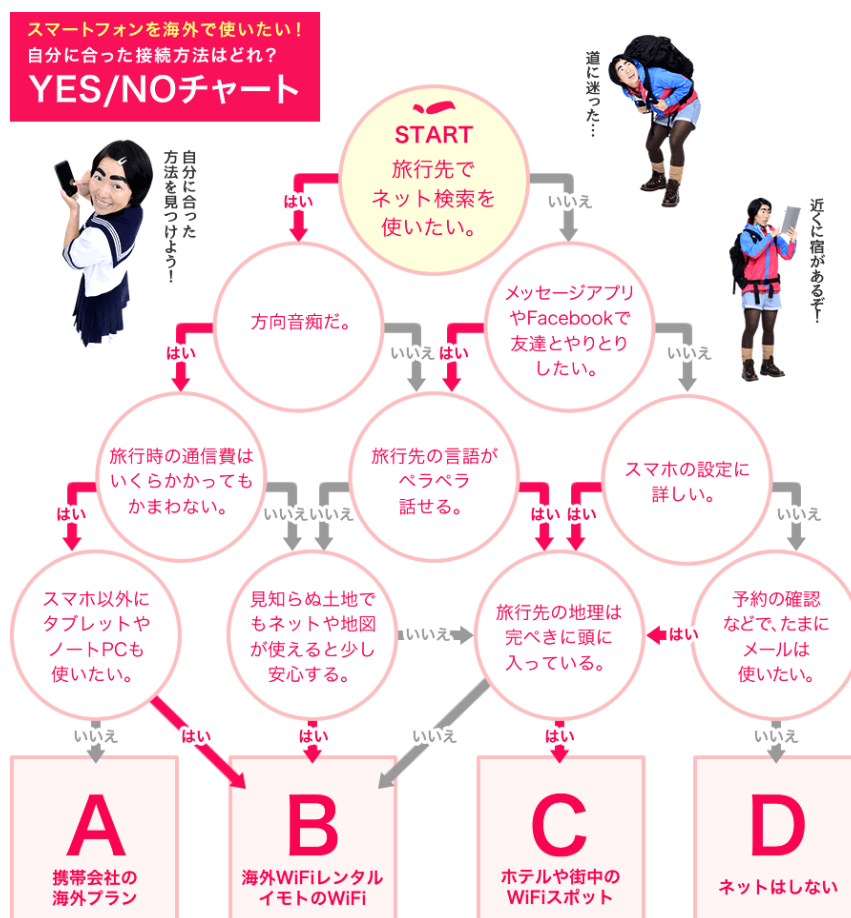 スマートフォンを海外で使いたい！
自分に合った接続方法はどれ？
YES/NOチャート
自分に合った
方法を見つけよう！
道に迷った…
近くに宿があるぞ！
START
旅行先で
ネット検索を
使いたい。
はい
いいえ
方向音痴だ。
はい
いいえ
メッセージアプリ
やFacebookで
友達とやりとり
したい。
はい
いいえ
旅行時の通信費は
いくらかかっても
かまわない。
はい
いいえ
旅行先の言語が
ペラペラ
話せる。
いいえ
はい
スマホの設定に
詳しい。
はい
いいえ
スマホ以外に
タブレットや
ノートPCも
使いたい。
いいえ
はい
見知らぬ土地で
もネットや地図
が使えると少し
安心する。
いいえ
はい
旅行先の地理は
完ぺきに頭に
入っている。
いいえ
はい
予約の確認
などで、たまに
メールは
使いたい。
はい
いいえ
A
携帯会社の
海外プラン
B
海外WiFiレンタル
イモトのWiFi
C
ホテルや街中の
WiFiスポット
D
ネットはしない